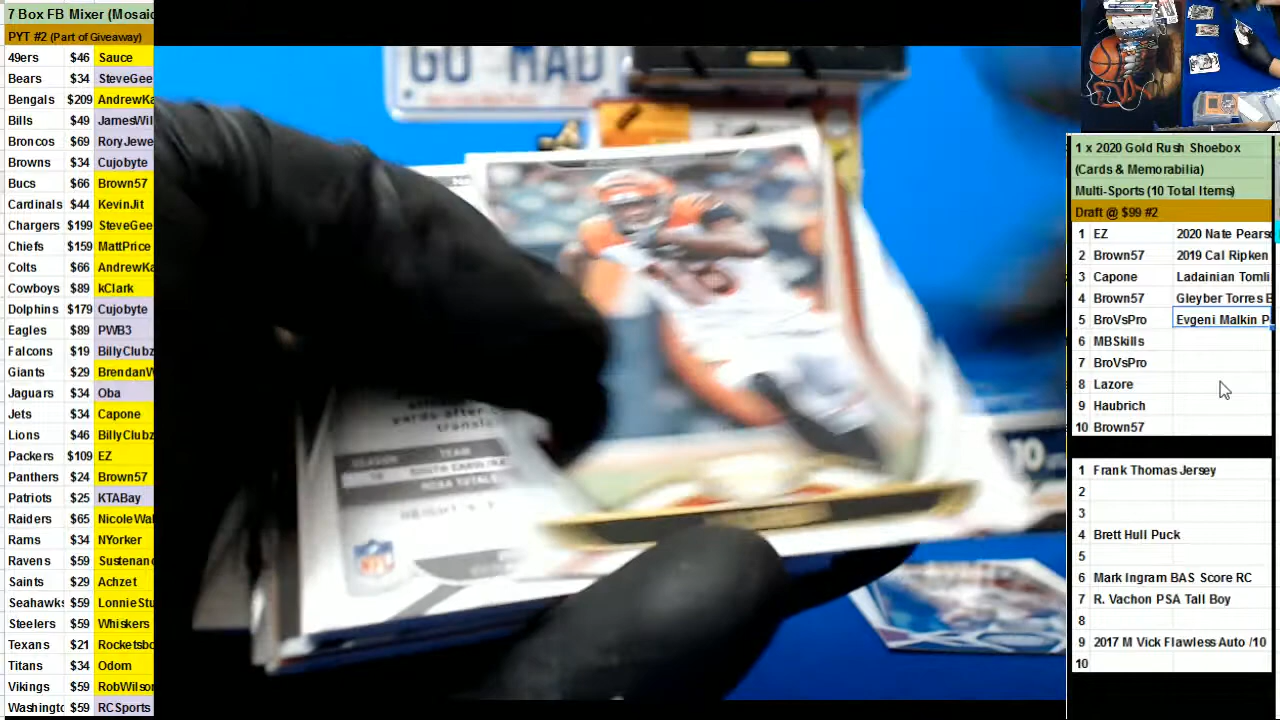 7 Box FB Mixer (Mosaic
PYT #2 (Part of Giveaway)
49ers $46 Sauce
Bears $34 SteveGee
Bengals $209 AndrewKa
Bills $49 JamesWil
Broncos $69 RoryJewe
Browns $34 Cujobyte
Bucs $66 Brown57
Cardinals $44 KevinJit
Chargers $199 SteveGee
Chiefs $159 MattPrice
Colts $66 AndrewKa
Cowboys $89 kClark
Dolphins $179 Cujobyte
Eagles $89 PWB3
Falcons $19 BillyClubz
Giants $29 BrendanW
Jaguars $34 Oba
Jets $34 Capone
Lions $46 BillyClubz
Packers $109 EZ
Panthers $24 Brown57
Patriots $25 KTABay
Raiders $65 NicoleWal
Rams $34 NYorker
Ravens $59 Sustenan
Saints $29 Achzet
Seahawks $59 LonnieStu
Steelers $59 Whiskers
Texans $21 Rocketsbo
Titans $34 Odom
Vikings $59 RobWilson
Washingto $59 RCSports
GO MAD
yards after
TEAM
SOUTH CAROLINA
NCAA TOTALS
10
1 x 2020 Gold Rush Shoebox
(Cards & Memorabilia)
Multi-Sports (10 Total Items)
Draft @ $99 #2
1 EZ 2020 Nate Pearso
2 Brown57 2019 Cal Ripken
3 Capone Ladainian Tomli
4 Brown57 Gleyber Torres B
5 BroVsPro Evgeni Malkin P
6 MBSkills
7 BroVsPro
8 Lazore
9 Haubrich
10 Brown57
1 Frank Thomas Jersey
2
3
4 Brett Hull Puck
5
6 Mark Ingram BAS Score RC
7 R. Vachon PSA Tall Boy
8
9 2017 M Vick Flawless Auto /10
10